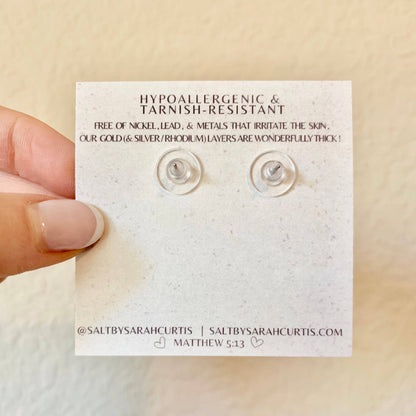 HYPOALLERGENIC &
TARNISH-RESISTANT
FREE OF NICKEL, LEAD, & METALS THAT IRRITATE THE SKIN,
OUR GOLD (& SILVER/RHODIUM) LAYERS ARE WONDERFULLY THICK!
@SALTBYSARAHCURTIS | SALTBYSARAHCURTIS.COM
♡ MATTHEW 5:13 ♡